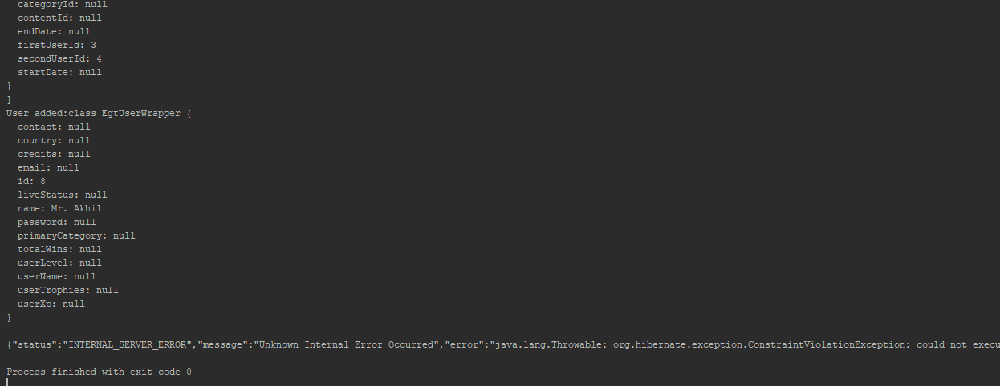 categoryId: null
contentId: null
endDate: null
firstUserId: 3
secondUserId: 4
startDate: null
}
]
User added:class EgtUserWrapper {
contact: null
country: null
credits: null
email: null
id: 8
liveStatus: null
name: Mr. Akhil
password: null
primaryCategory: null
totalWins: null
userLevel: null
userName: null
userTrophies: null
userXp: null
}
{"status":"INTERNAL_SERVER_ERROR","message":"Unknown Internal Error Occurred","error":"java.lang.Throwable: org.hibernate.exception.ConstraintViolationException: could not execu
Process finished with exit code 0